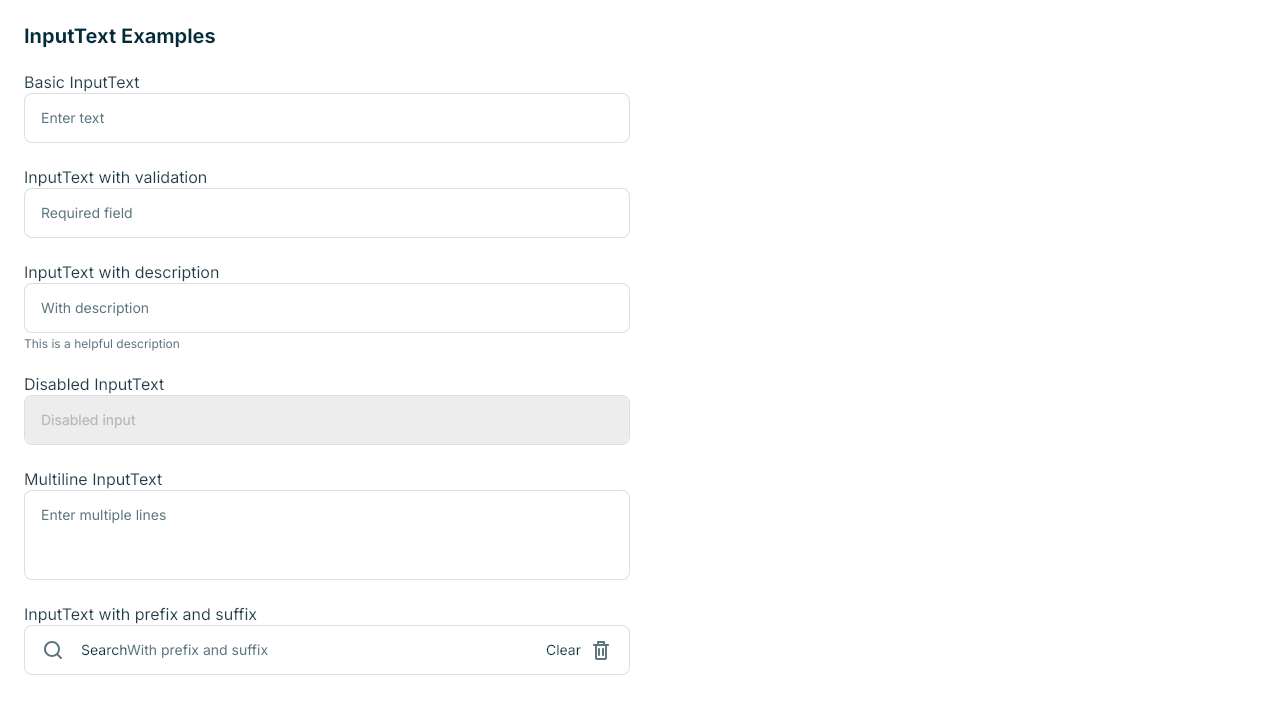 InputText Examples
Basic InputText
Enter text
InputText with validation
Required field
InputText with description
With description
This is a helpful description
Disabled InputText
Disabled input
Multiline InputText
Enter multiple lines
InputText with prefix and suffix
SearchWith prefix and suffix Clear